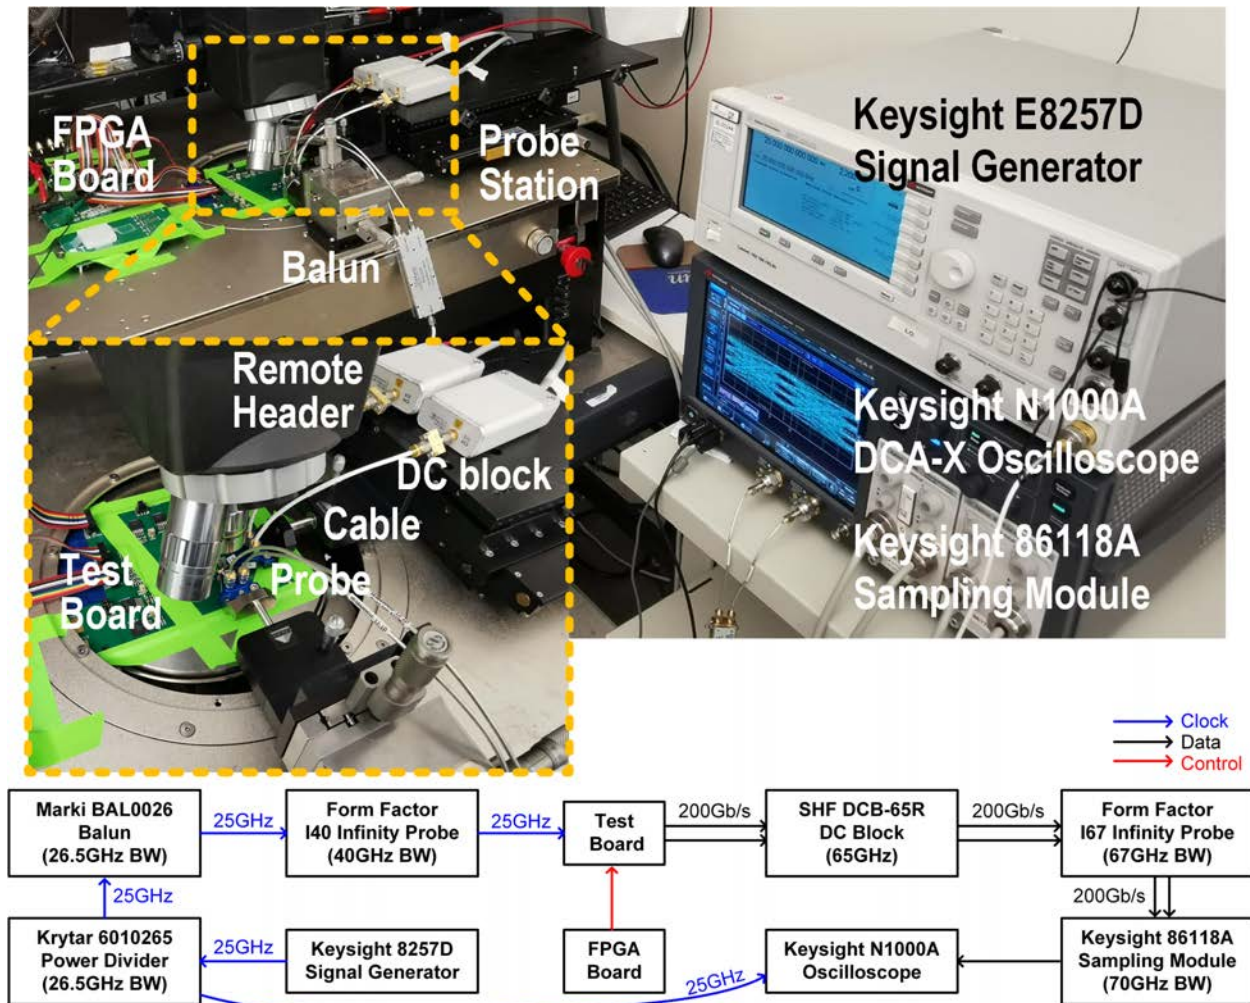 FPGA
Board
Probe
Station
Balun
Keysight E8257D
Signal Generator
Remote
Header
DC block
Cable
Probe
Test
Board
Keysight N1000A
DCA-X Oscilloscope
Keysight 86118A
Sampling Module
Clock
Data
Control
Marki BAL0026
Balun
(26.5GHz BW)
25GHz
Form Factor
I40 Infinity Probe
(40GHz BW)
25GHz
Test
Board
200Gb/s
SHF DCB-65R
DC Block
(65GHz)
200Gb/s
Form Factor
I67 Infinity Probe
(67GHz BW)
25GHz
200Gb/s
Krytar 6010265
Power Divider
(26.5GHz BW)
25GHz
Keysight 8257D
Signal Generator
FPGA
Board
25GHz
Keysight N1000A
Oscilloscope
Keysight 86118A
Sampling Module
(70GHz BW)